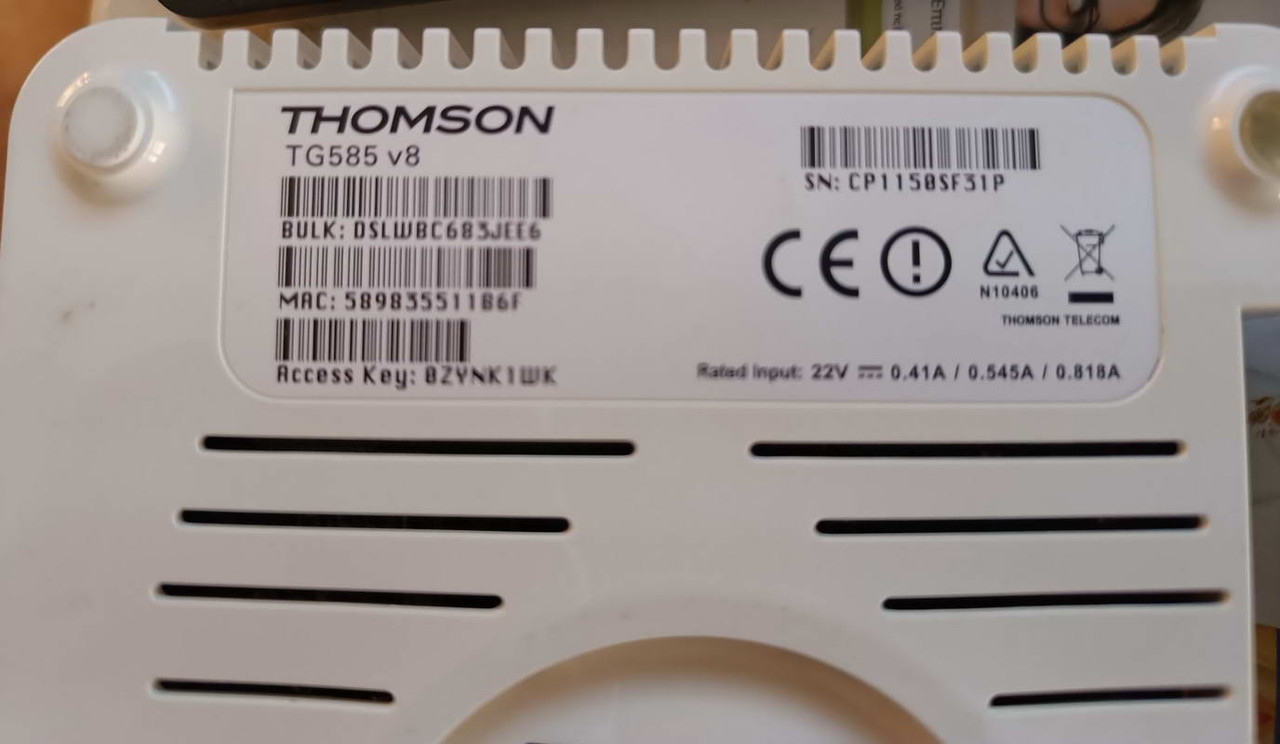 THOMSON
TG585 v8
BULK: DSLWBC683JEE6
MAC: 58983551186F
Access Key: 0ZYNK1WK
SN: CP1150SF31P
CE
N10406
THOMSON TELECOM
Rated Input: 22V 0.41A / 0.545A / 0.818A